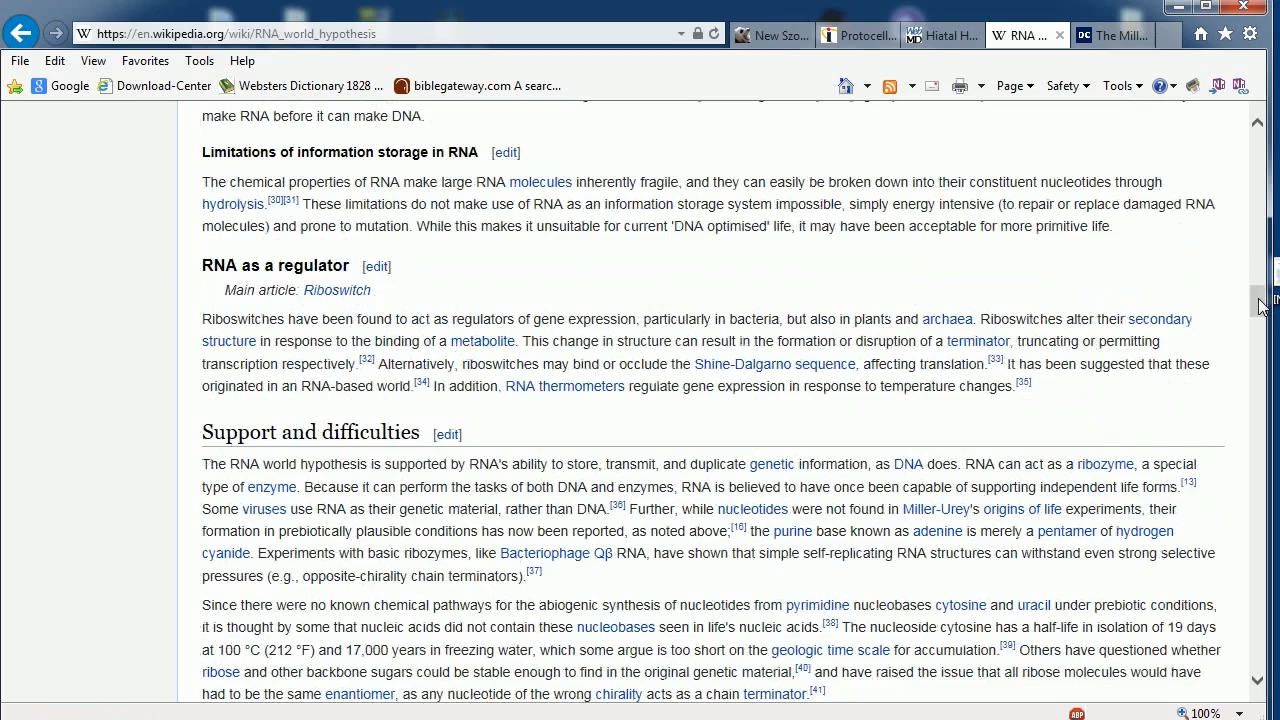 https://en.wikipedia.org/wiki/RNA_world_hypothesis
New Szo...
Protocell...
Hiatal H...
RNA ...
The Mill...
File Edit View Favorites Tools Help
Google Download-Center Websters Dictionary 1828 ... biblegateway.com A searc...
Page Safety Tools
make RNA before it can make DNA.
Limitations of information storage in RNA [edit]
The chemical properties of RNA make large RNA molecules inherently fragile, and they can easily be broken down into their constituent nucleotides through
hydrolysis.[30][31] These limitations do not make use of RNA as an information storage system impossible, simply energy intensive (to repair or replace damaged RNA
molecules) and prone to mutation. While this makes it unsuitable for current 'DNA optimised' life, it may have been acceptable for more primitive life.
RNA as a regulator [edit]
Main article: Riboswitch
Riboswitches have been found to act as regulators of gene expression, particularly in bacteria, but also in plants and archaea. Riboswitches alter their secondary
structure in response to the binding of a metabolite. This change in structure can result in the formation or disruption of a terminator, truncating or permitting
transcription respectively.[32] Alternatively, riboswitches may bind or occlude the Shine-Dalgarno sequence, affecting translation.[33] It has been suggested that these
originated in an RNA-based world.[34] In addition, RNA thermometers regulate gene expression in response to temperature changes.[35]
Support and difficulties [edit]
The RNA world hypothesis is supported by RNA's ability to store, transmit, and duplicate genetic information, as DNA does. RNA can act as a ribozyme, a special
type of enzyme. Because it can perform the tasks of both DNA and enzymes, RNA is believed to have once been capable of supporting independent life forms.[13]
Some viruses use RNA as their genetic material, rather than DNA.[36] Further, while nucleotides were not found in Miller-Urey's origins of life experiments, their
formation in prebiotically plausible conditions has now been reported, as noted above;[16] the purine base known as adenine is merely a pentamer of hydrogen
cyanide. Experiments with basic ribozymes, like Bacteriophage Qβ RNA, have shown that simple self-replicating RNA structures can withstand even strong selective
pressures (e.g., opposite-chirality chain terminators).[37]
Since there were no known chemical pathways for the abiogenic synthesis of nucleotides from pyrimidine nucleobases cytosine and uracil under prebiotic conditions,
it is thought by some that nucleic acids did not contain these nucleobases seen in life's nucleic acids.[38] The nucleoside cytosine has a half-life in isolation of 19 days
at 100 °C (212 °F) and 17,000 years in freezing water, which some argue is too short on the geologic time scale for accumulation.[39] Others have questioned whether
ribose and other backbone sugars could be stable enough to find in the original genetic material,[40] and have raised the issue that all ribose molecules would have
had to be the same enantiomer, as any nucleotide of the wrong chirality acts as a chain terminator.[41]
ABP
100%